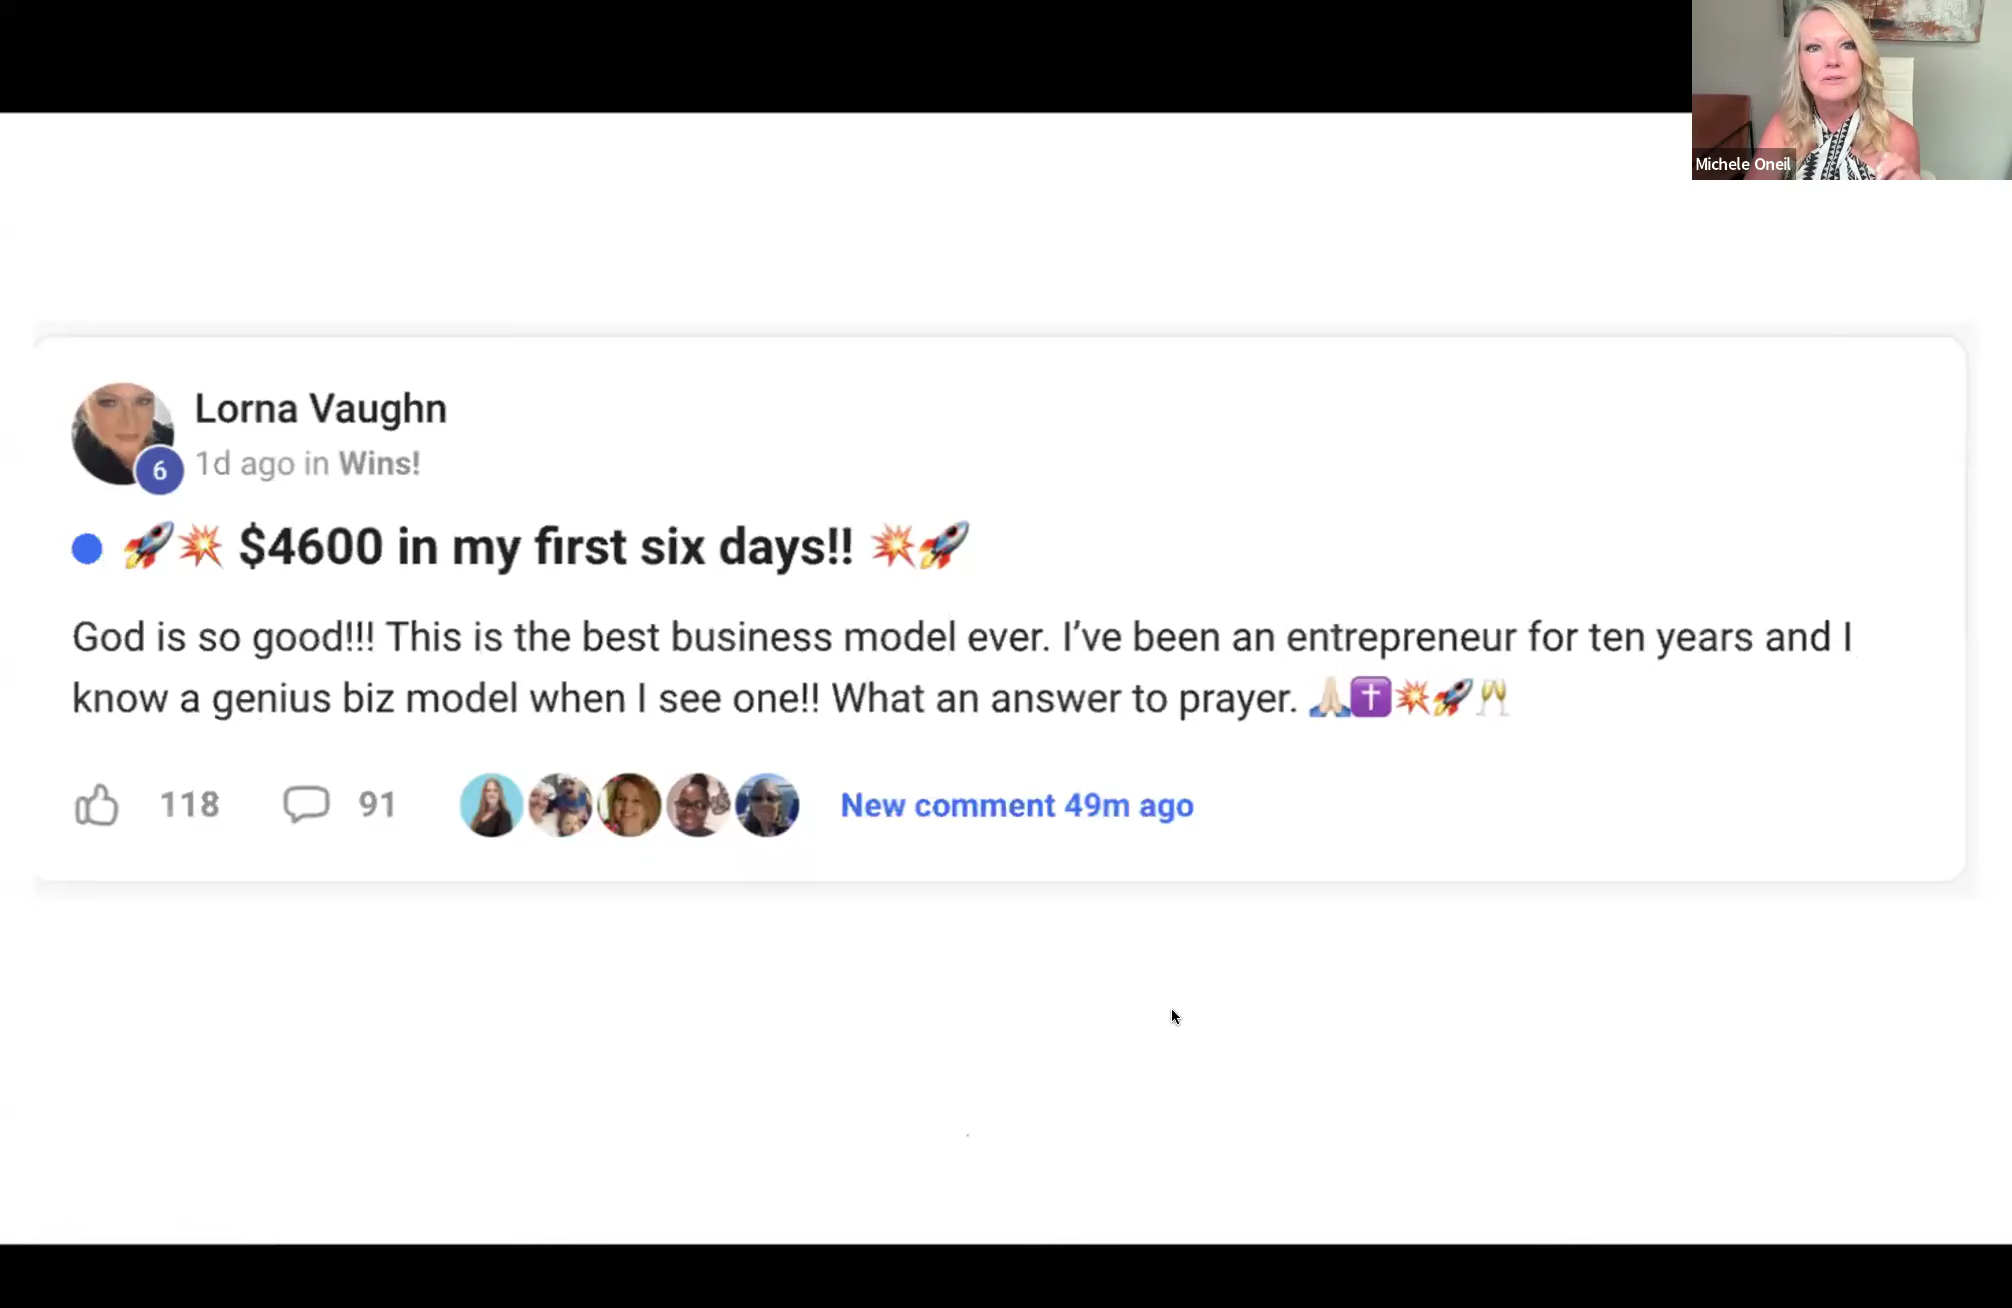 Michele Oneil
Lorna Vaughn
6
1d ago in Wins!
🚀💥 $4600 in my first six days!! 💥🚀
God is so good!!! This is the best business model ever. I’ve been an entrepreneur for ten years and I
know a genius biz model when I see one!! What an answer to prayer. 🙏🏼✝️💥🚀🥂
118 91 New comment 49m ago